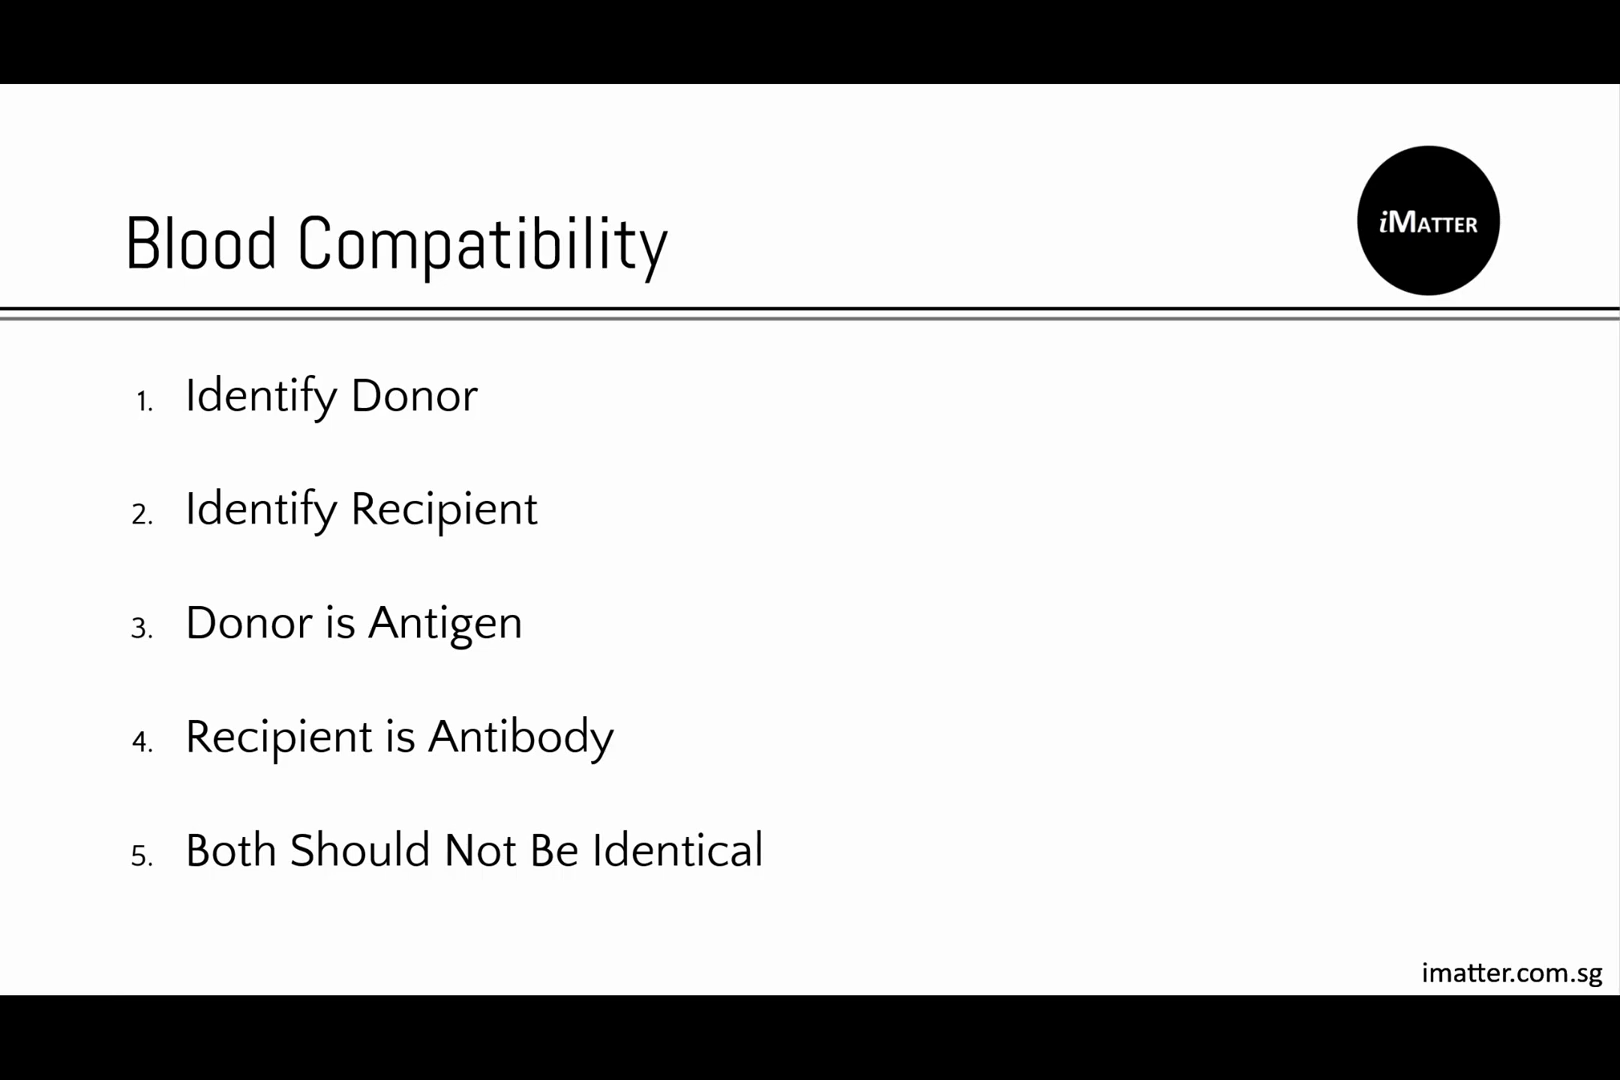 iMATTER
Blood Compatibility
1. Identify Donor
2. Identify Recipient
3. Donor is Antigen
4. Recipient is Antibody
5. Both Should Not Be Identical
imatter.com.sg